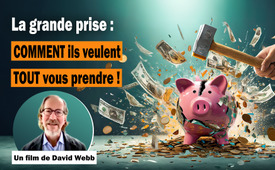 La grande prise :
COMMENT ils veulent
TOUT vous prendre !
Un film de David Webb